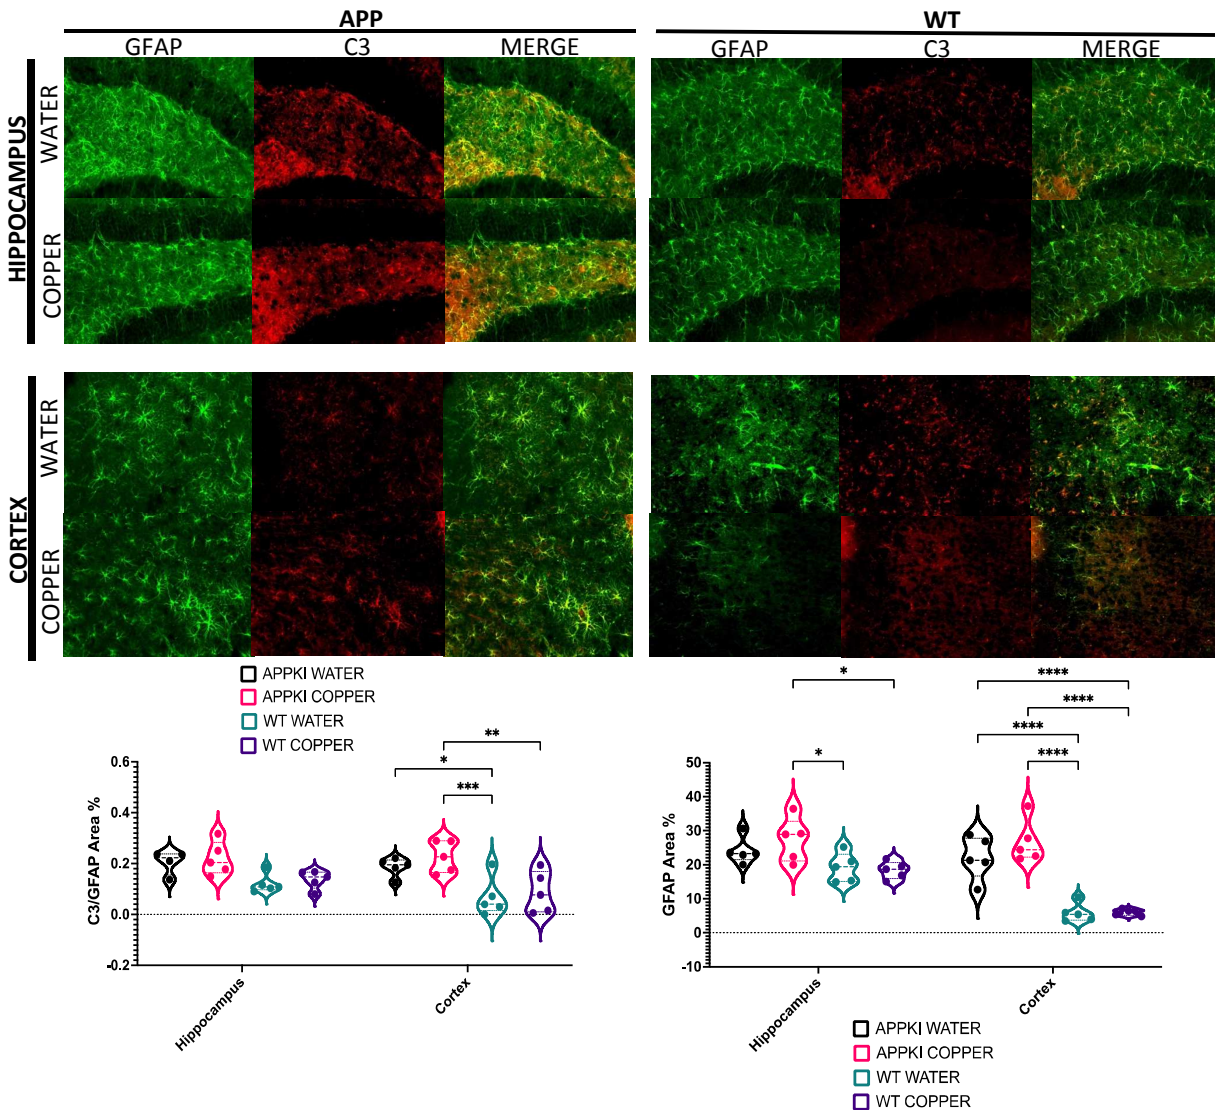 APP
WT
GFAP C3 MERGE
GFAP C3 MERGE
HIPPOCAMPUS
WATER
COPPER
CORTEX
WATER
COPPER
APPKI WATER
APPKI COPPER
WT WATER
WT COPPER
C3/GFAP Area %
0.6
0.4
0.2
0.0
-0.2
* *** **
Hippocampus
Cortex
GFAP Area %
50
40
30
20
10
0
-10
* *
**** **** **** ****
Hippocampus
Cortex
APPKI WATER
APPKI COPPER
WT WATER
WT COPPER